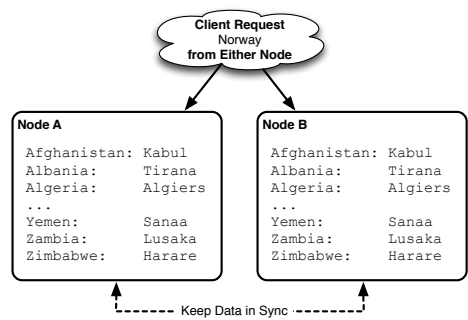 Client Request
Norway
from Either Node
Node A
Afghanistan: Kabul
Albania: Tirana
Algeria: Algiers
...
Yemen: Sanaa
Zambia: Lusaka
Zimbabwe: Harare
Node B
Afghanistan: Kabul
Albania: Tirana
Algeria: Algiers
...
Yemen: Sanaa
Zambia: Lusaka
Zimbabwe: Harare
Keep Data in Sync